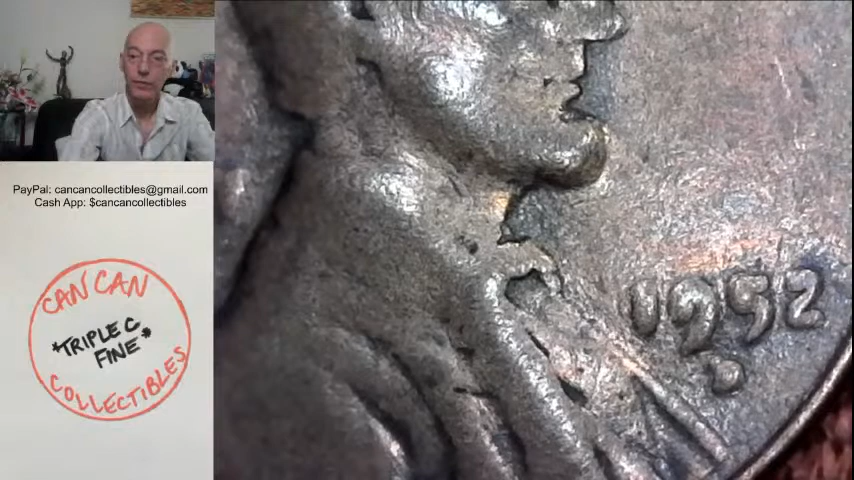 PayPal: cancancollectibles@gmail.com
Cash App: $cancancollectibles
CAN CAN
*TRIPLE C*
FINE
COLLECTIBLES
1952
D